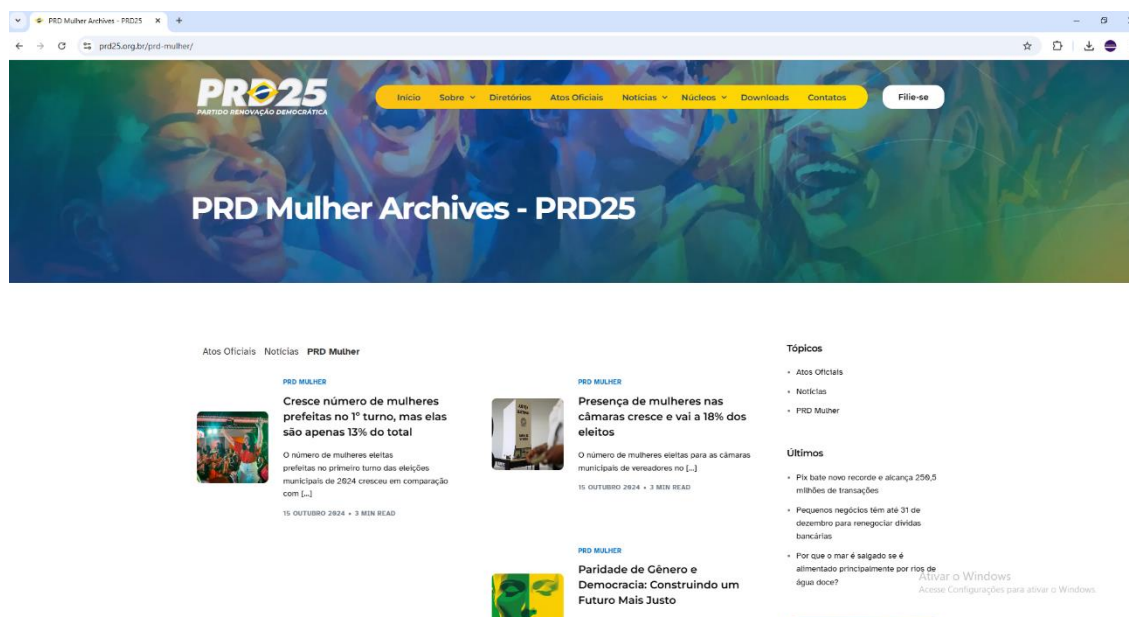 PRD Mulher Archives - PRD25
prd25.org.br/prd-mulher/
PRD25
PARTIDO RENOVAÇÃO DEMOCRÁTICA
Início Sobre Diretórios Atos Oficiais Notícias Núcleos Downloads Contatos
Filie-se
PRD Mulher Archives - PRD25
Atos Oficiais Notícias PRD Mulher
PRD MULHER
Cresce número de mulheres
prefeitas no 1º turno, mas elas
são apenas 13% do total
O número de mulheres eleitas
prefeitas no primeiro turno das eleições
municipais de 2024 cresceu em comparação
com [...]
15 OUTUBRO 2024 • 3 MIN READ
PRD MULHER
Presença de mulheres nas
câmaras cresce e vai a 18% dos
eleitos
O número de mulheres eleitas para as câmaras
municipais de vereadores no [...]
15 OUTUBRO 2024 • 3 MIN READ
PRD MULHER
Paridade de Gênero e
Democracia: Construindo um
Futuro Mais Justo
Tópicos
• Atos Oficiais
• Notícias
• PRD Mulher
Últimos
• Pix bate novo recorde e alcança 250,5
milhões de transações
• Pequenos negócios têm até 31 de
dezembro para renegociar dívidas
bancárias
• Por que o mar é salgado se é
alimentado principalmente por rios de
água doce?
Ativar o Windows
Acesse Configurações para ativar o Windows.